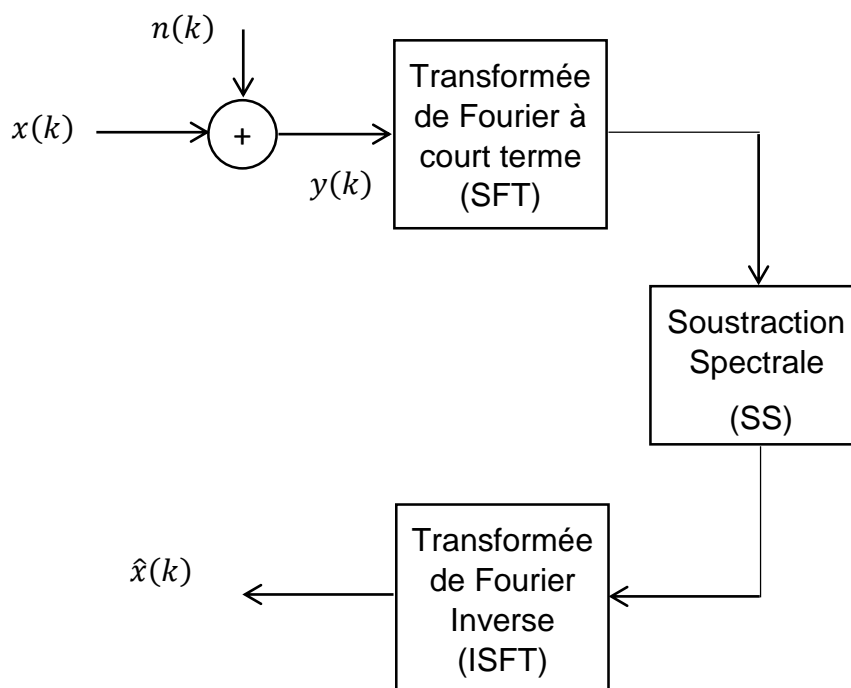 n(k)
x(k)
+
y(k)
Transformée
de Fourier à
court terme
(SFT)
Soustraction
Spectrale
(SS)
Transformée
de Fourier
Inverse
(ISFT)
x̂(k)